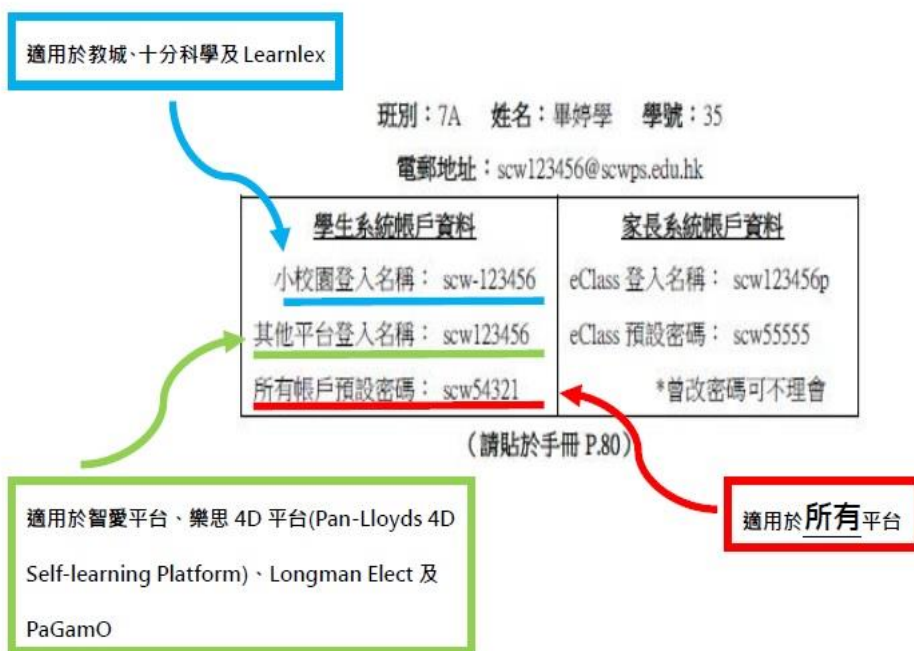 適用於教城、十分科學及 Learnlex
班別：7A 姓名：畢婷學 學號：35
電郵地址：scw123456@scwps.edu.hk
學生系統帳戶資料
小校園登入名稱： scw-123456
其他平台登入名稱： scw123456
所有帳戶預設密碼： scw54321
家長系統帳戶資料
eClass 登入名稱： scw123456p
eClass 預設密碼： scw55555
*曾改密碼可不理會
（請貼於手冊 P.80）
適用於智愛平台、樂思 4D 平台(Pan-Lloyds 4D
Self-learning Platform)、Longman Elect 及
PaGamO
適用於所有平台